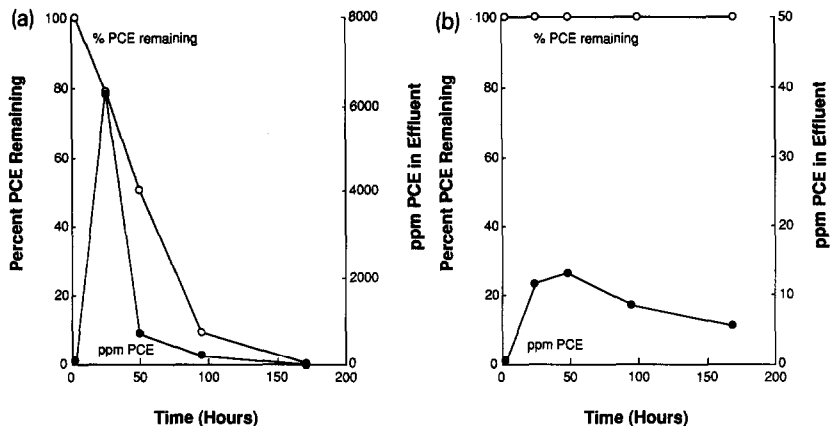 (a)
Percent PCE Remaining
100
80
60
40
20
0
% PCE remaining
ppm PCE
8000
6000
4000
2000
0
ppm PCE in Effluent
0 50 100 150 200
Time (Hours)
(b)
Percent PCE Remaining
100
80
60
40
20
0
% PCE remaining
ppm PCE
50
40
30
20
10
0
ppm PCE in Effluent
0 50 100 150 200
Time (Hours)